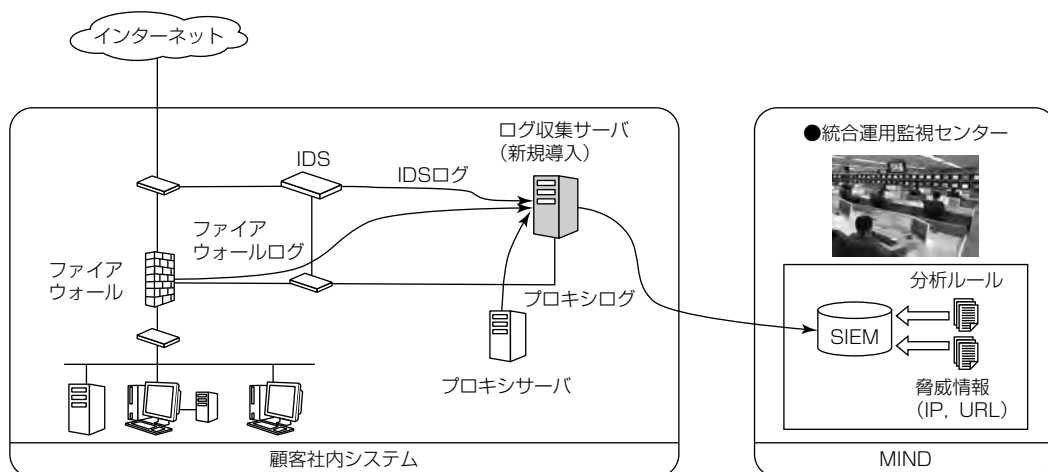 インターネット
IDS
IDSログ
ログ収集サーバ
（新規導入）
ファイア
ウォールログ
ファイア
ウォール
プロキシログ
プロキシサーバ
顧客社内システム
●統合運用監視センター
分析ルール
SIEM
脅威情報
（IP，URL）
MIND